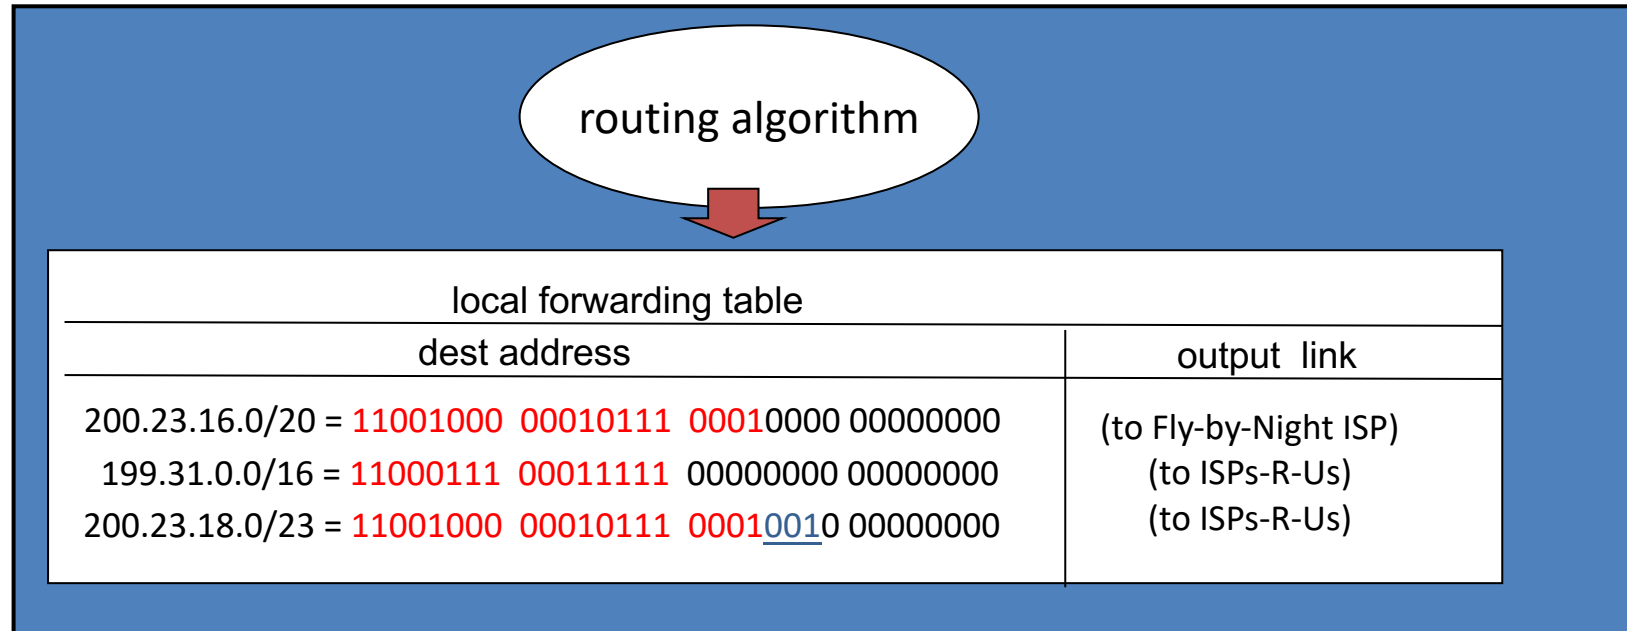 routing algorithm
local forwarding table
dest address output link
200.23.16.0/20 = 11001000 00010111 00010000 00000000 (to Fly-by-Night ISP)
199.31.0.0/16 = 11000111 00011111 00000000 00000000 (to ISPs-R-Us)
200.23.18.0/23 = 11001000 00010111 00010010 00000000 (to ISPs-R-Us)